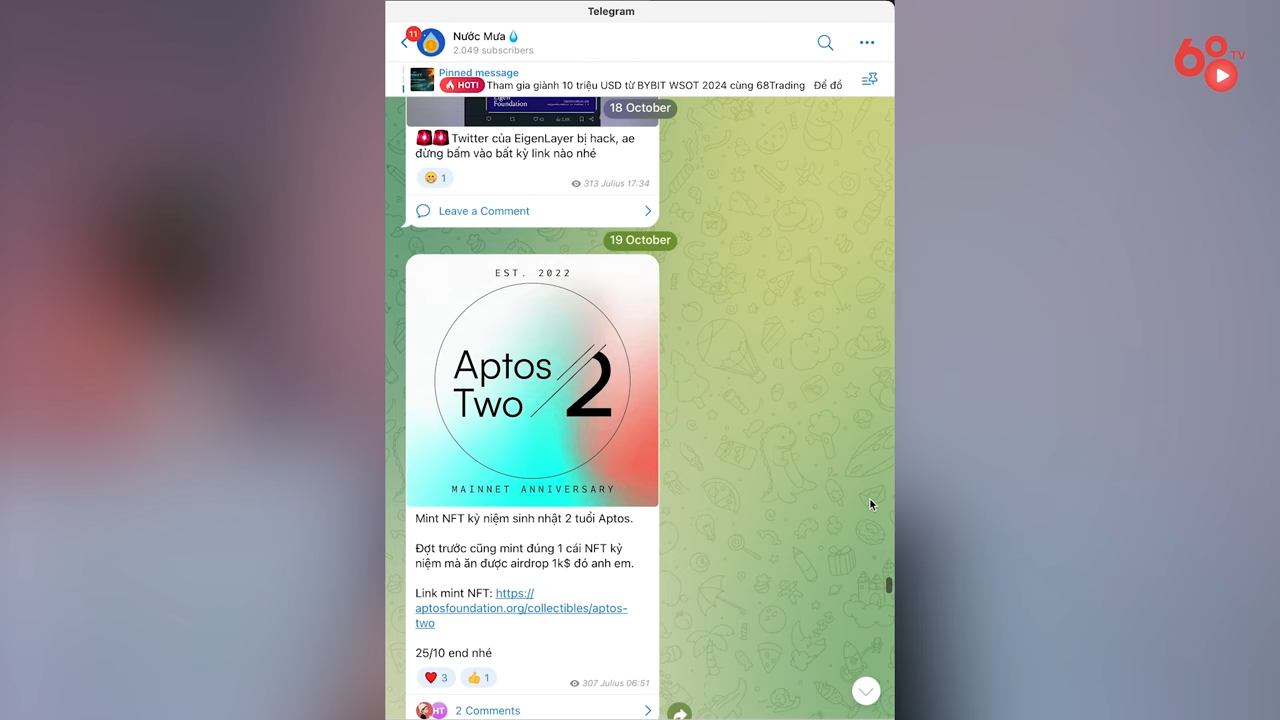 Telegram
68
TV
11
Nước Mưa💧
2.049 subscribers
Pinned message
🔥 HOT! Tham gia giành 10 triệu USD từ BYBIT WSOT 2024 cùng 68Trading Để đồ
Eigen
Foundation
18 October
🚨🚨Twitter của EigenLayer bị hack, ae
đừng bấm vào bất kỳ link nào nhé
😁 1
313 Julius 17:34
Leave a Comment
19 October
EST. 2022
Aptos
Two
2
MAINNET ANNIVERSARY
Mint NFT kỷ niệm sinh nhật 2 tuổi Aptos.
Đợt trước cũng mint đúng 1 cái NFT kỷ
niệm mà ăn được airdrop 1k$ đó anh em.
Link mint NFT: https://
aptosfoundation.org/collectibles/aptos-
two
25/10 end nhé
❤️ 3 👍 1
307 Julius 06:51
HT 2 Comments